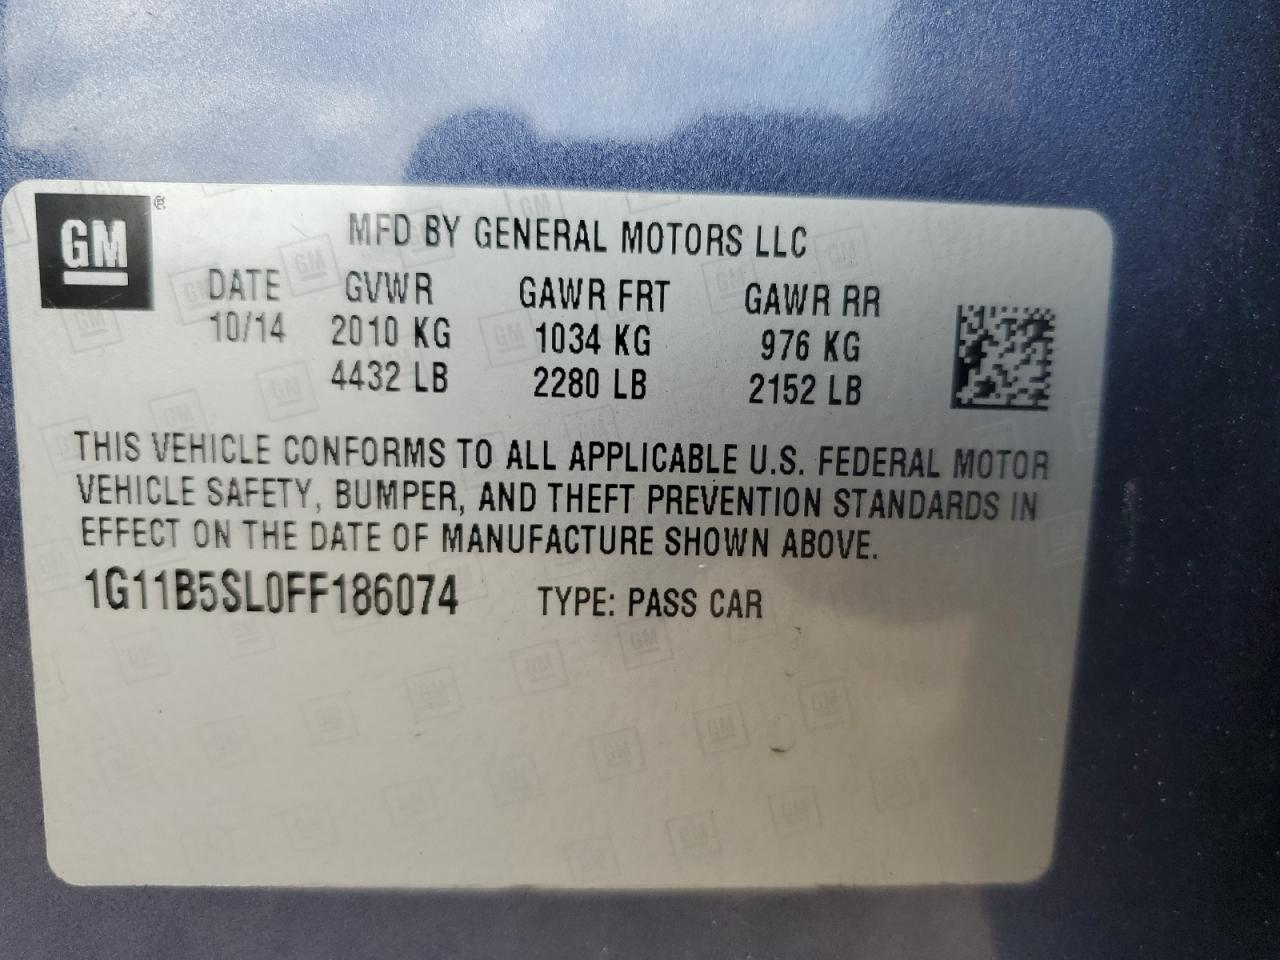 GM ®
MFD BY GENERAL MOTORS LLC
DATE GVWR GAWR FRT GAWR RR
10/14 2010 KG 1034 KG 976 KG
4432 LB 2280 LB 2152 LB
THIS VEHICLE CONFORMS TO ALL APPLICABLE U.S. FEDERAL MOTOR
VEHICLE SAFETY, BUMPER, AND THEFT PREVENTION STANDARDS IN
EFFECT ON THE DATE OF MANUFACTURE SHOWN ABOVE.
1G11B5SL0FF186074 TYPE: PASS CAR